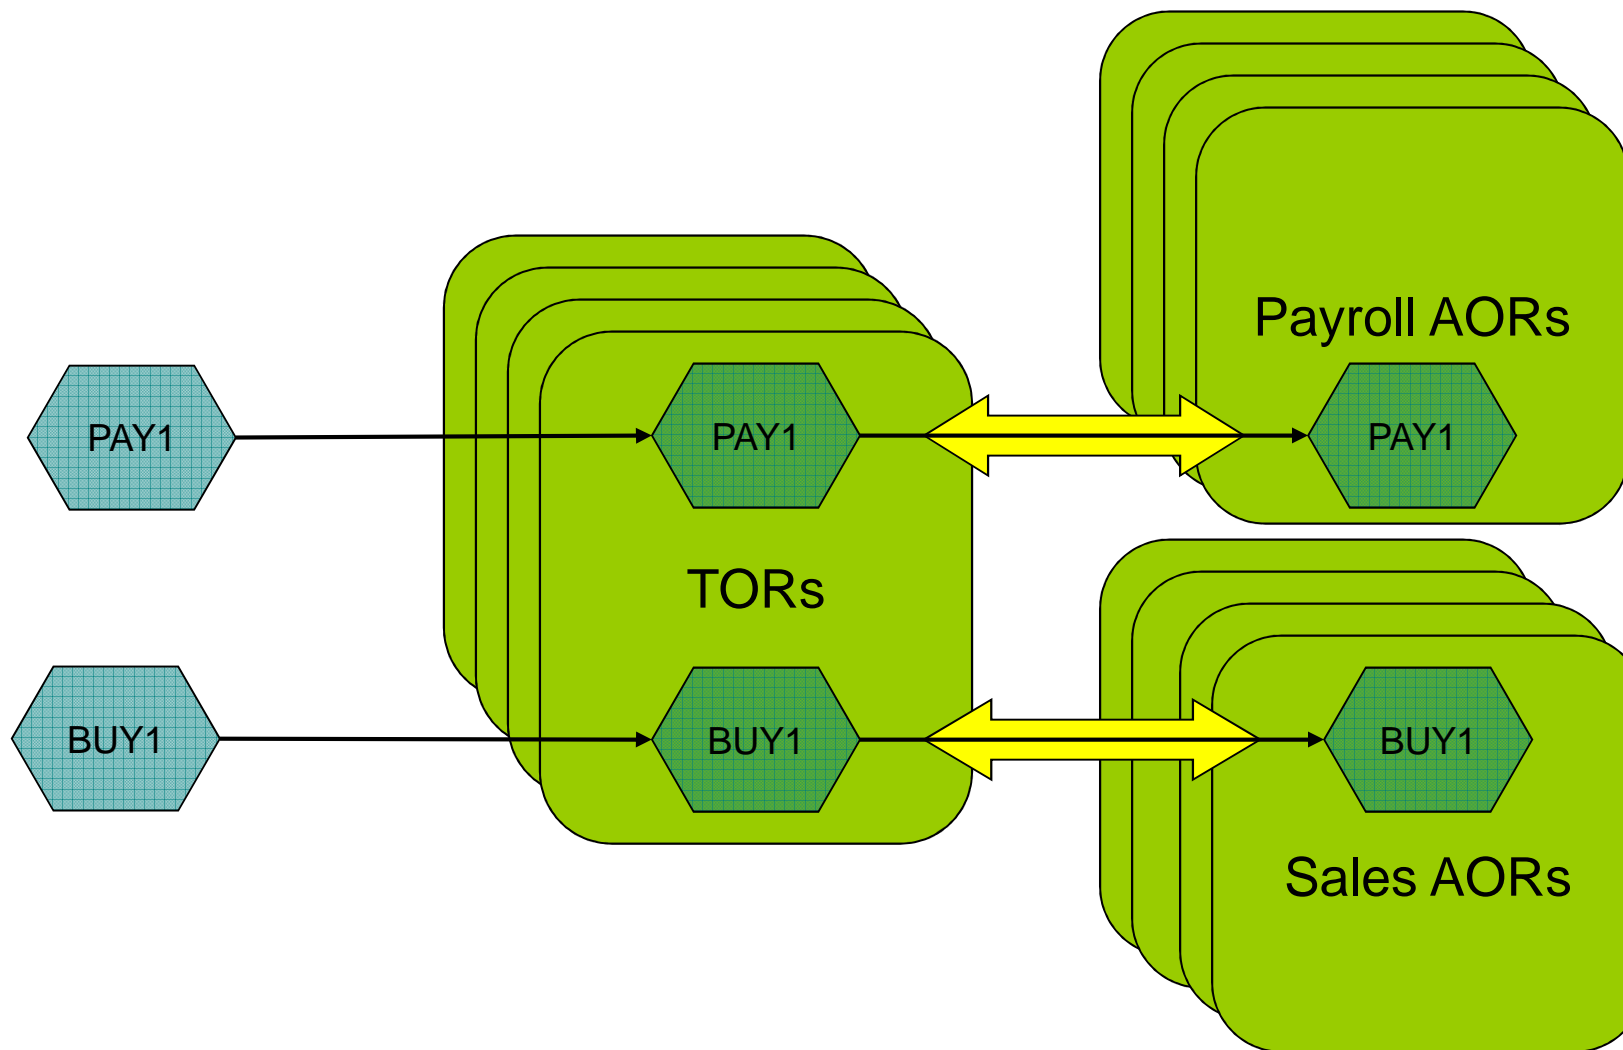 Payroll AORs
PAY1
PAY1
PAY1
TORs
BUY1
BUY1
BUY1
Sales AORs